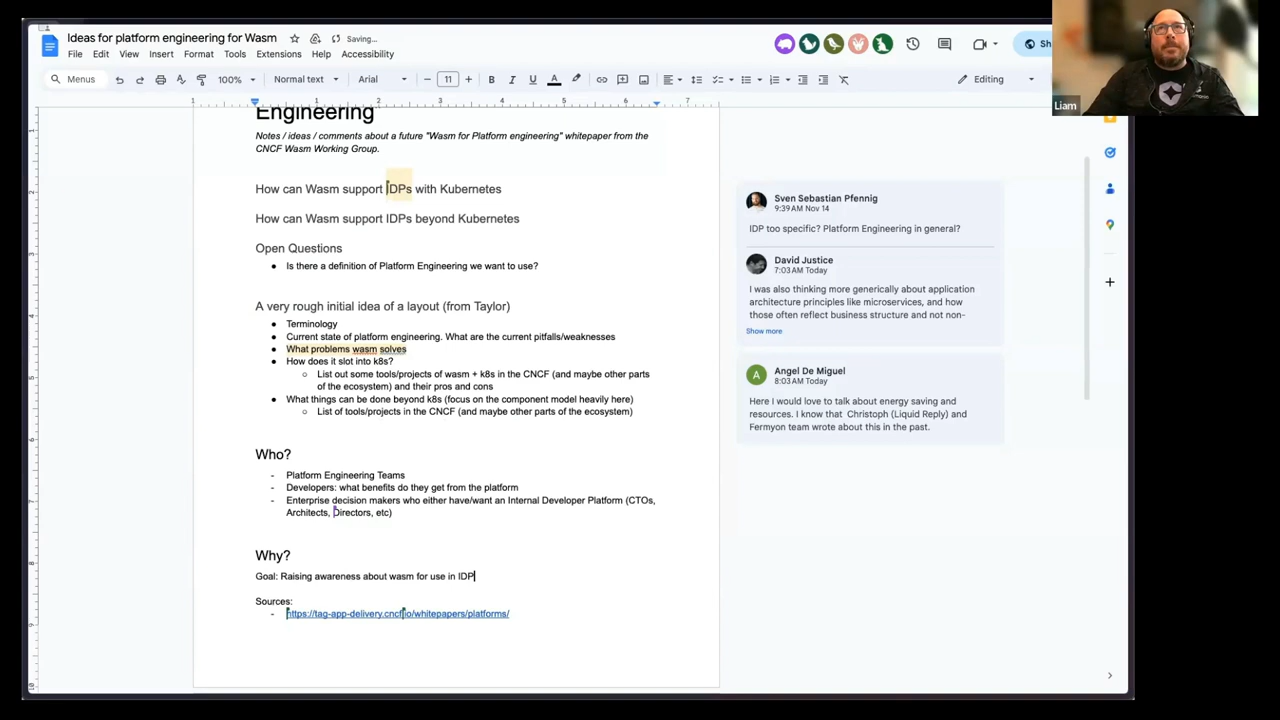 Ideas for platform engineering for Wasm
Saving...
File Edit View Insert Format Tools Extensions Help Accessibility
Menus 100% Normal text Arial 11 Editing
1 1 2 3 4 5 6 7
Engineering
Notes / ideas / comments about a future "Wasm for Platform engineering" whitepaper from the
CNCF Wasm Working Group.
How can Wasm support IDPs with Kubernetes
How can Wasm support IDPs beyond Kubernetes
Open Questions
● Is there a definition of Platform Engineering we want to use?
A very rough initial idea of a layout (from Taylor)
● Terminology
● Current state of platform engineering. What are the current pitfalls/weaknesses
● What problems wasm solves
● How does it slot into k8s?
○ List out some tools/projects of wasm + k8s in the CNCF (and maybe other parts
of the ecosystem) and their pros and cons
● What things can be done beyond k8s (focus on the component model heavily here)
○ List of tools/projects in the CNCF (and maybe other parts of the ecosystem)
Who?
- Platform Engineering Teams
- Developers: what benefits do they get from the platform
- Enterprise decision makers who either have/want an Internal Developer Platform (CTOs,
Architects, Directors, etc)
Why?
Goal: Raising awareness about wasm for use in IDP
Sources:
- https://tag-app-delivery.cncf.io/whitepapers/platforms/
Sven Sebastian Pfennig
9:39 AM Nov 14
IDP too specific? Platform Engineering in general?
David Justice
7:03 AM Today
I was also thinking more generically about application
architecture principles like microservices, and how
those often reflect business structure and not non-
Show more
A
Angel De Miguel
8:03 AM Today
Here I would love to talk about energy saving and
resources. I know that Christoph (Liquid Reply) and
Fermyon team wrote about this in the past.
Sh
Liam